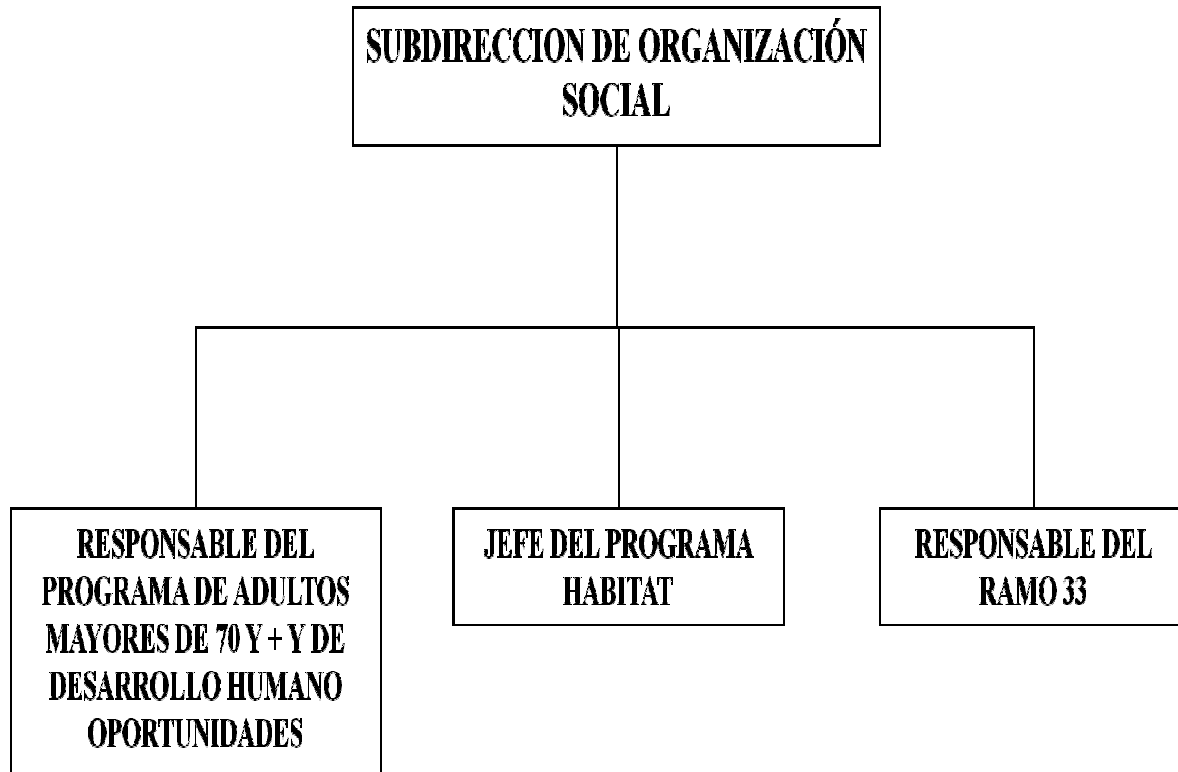 SUBDIRECCION DE ORGANIZACIÓN
SOCIAL
RESPONSABLE DEL
PROGRAMA DE ADULTOS
MAYORES DE 70 Y + Y DE
DESARROLLO HUMANO
OPORTUNIDADES
JEFE DEL PROGRAMA
HABITAT
RESPONSABLE DEL
RAMO 33